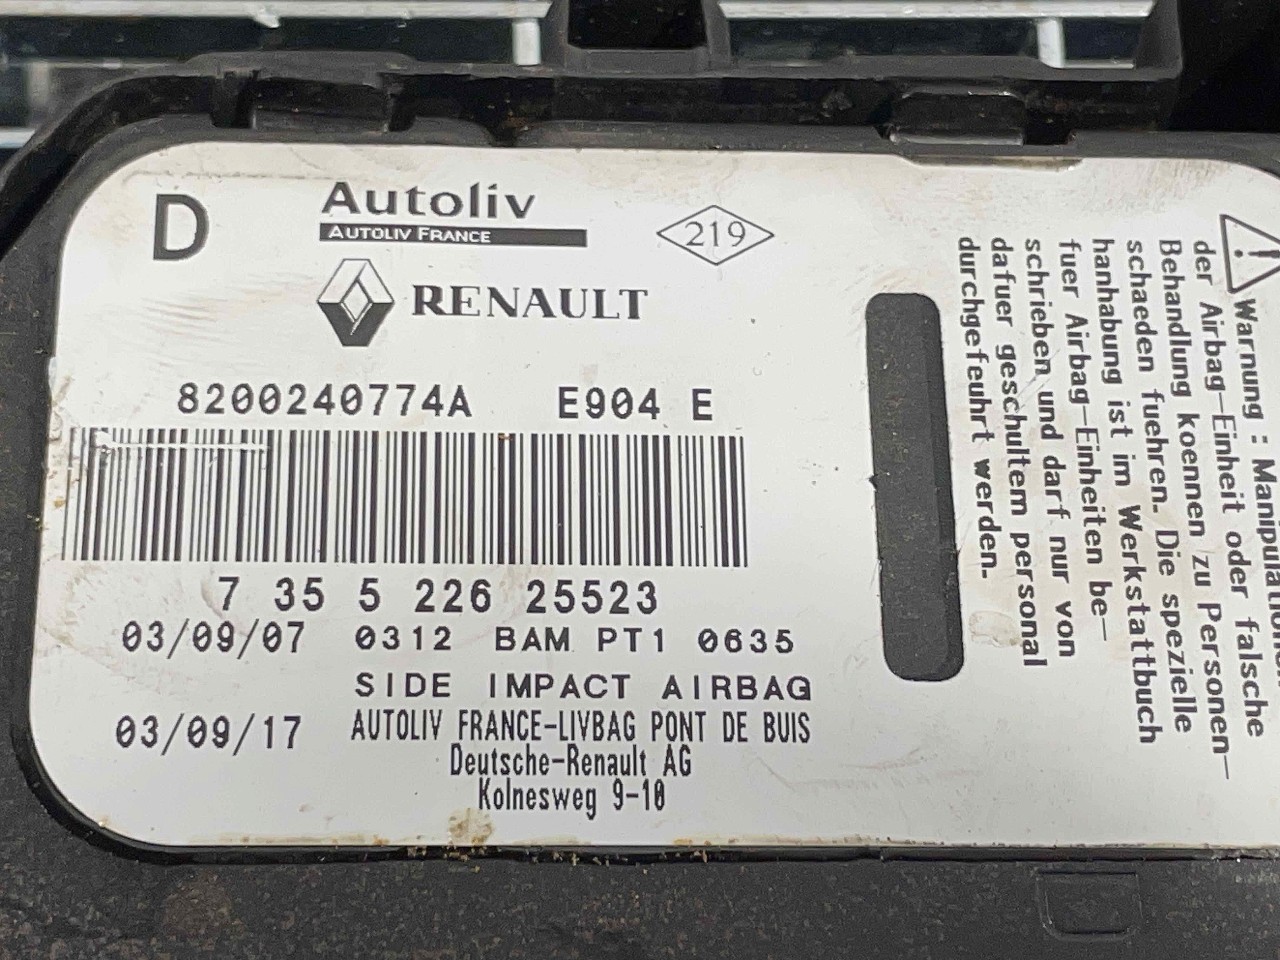 D
Autoliv
AUTOLIV FRANCE
219
RENAULT
8200240774A E904 E
7 35 5 226 25523
03/09/07 0312 BAM PT1 0635
SIDE IMPACT AIRBAG
03/09/17 AUTOLIV FRANCE-LIVBAG PONT DE BUIS
Deutsche-Renault AG
Kolnesweg 9-10
! Warnung : Manipulationen
der Airbag-Einheit oder falsche
Behandlung koennen zu Personen-
schaeden fuehren. Die spezielle
hanhabung ist im Werkstattbuch
fuer Airbag-Einheiten be-
schrieben und darf nur von
dafuer geschultem personal
durchgefeuhrt werden.